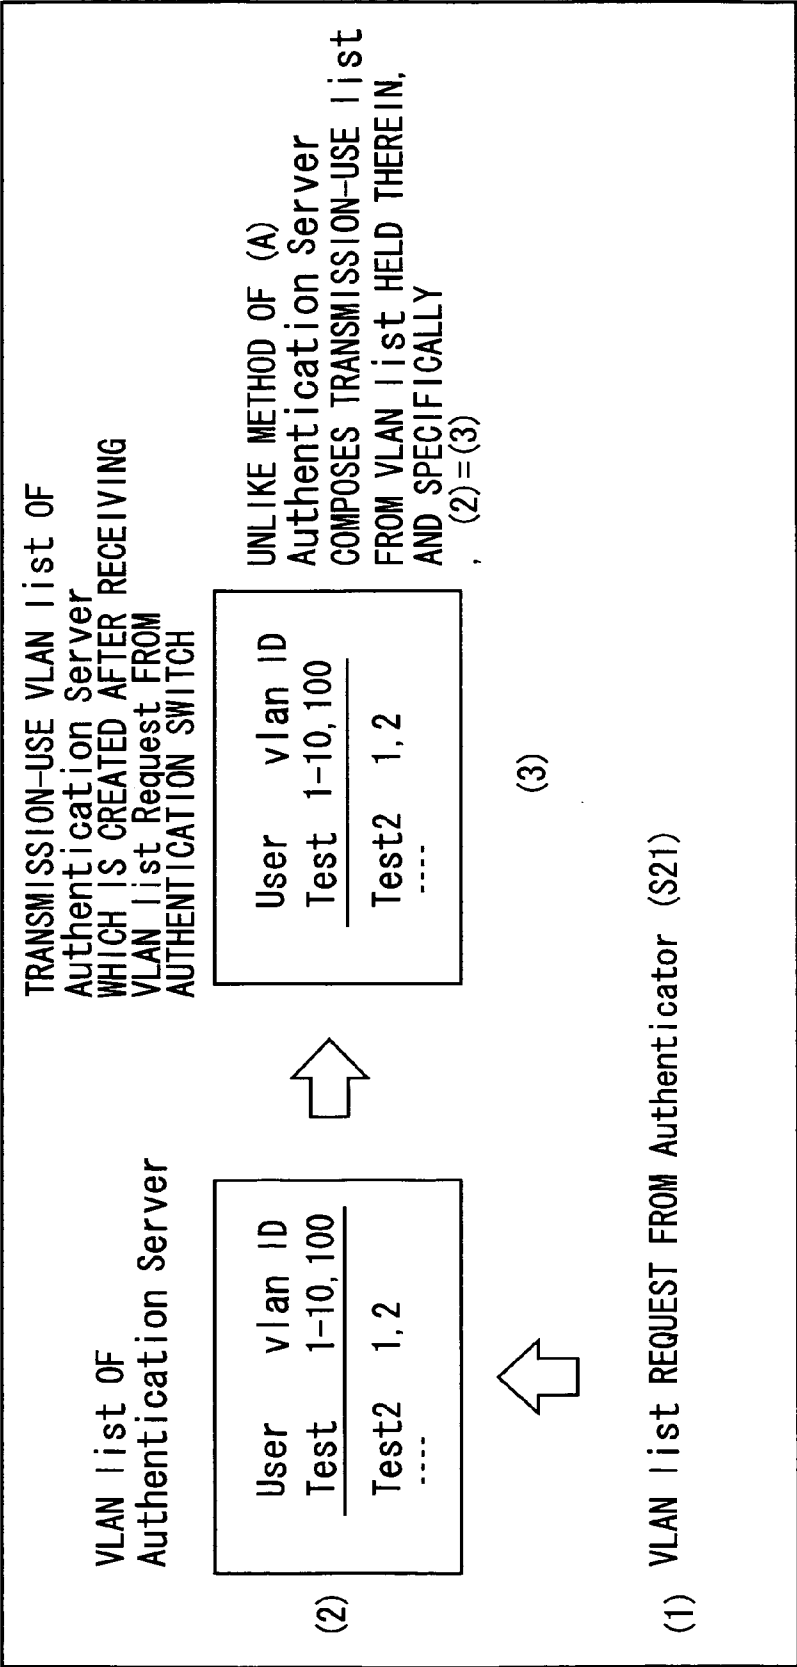 VLAN list OF
Authentication Server
(2)
User vlan ID
Test 1-10, 100
Test2 1, 2
----
TRANSMISSION-USE VLAN list OF
Authentication Server
WHICH IS CREATED AFTER RECEIVING
VLAN list Request FROM
AUTHENTICATION SWITCH
User vlan ID
Test 1-10, 100
Test2 1, 2
----
(3)
UNLIKE METHOD OF (A)
Authentication Server
COMPOSES TRANSMISSION-USE list
FROM VLAN list HELD THEREIN,
AND SPECIFICALLY
, (2)=(3)
(1) VLAN list REQUEST FROM Authenticator (S21)